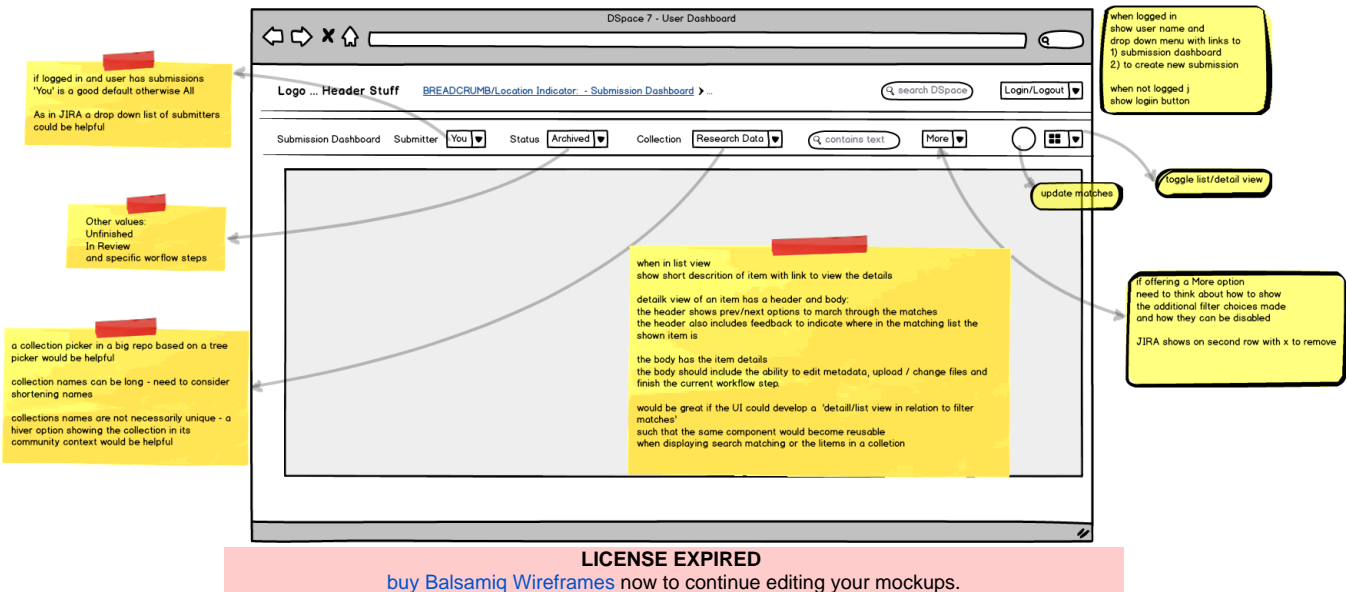 DSpace 7 - User Dashboard
when logged in
show user name and
drop down menu with links to
1) submission dashboard
2) to create new submission
when not logged j
show logiin button
if logged in and user has submissions
'You' is a good default otherwise All
As in JIRA a drop down list of submitters
could be helpful
Logo ... Header Stuff BREADCRUMB/Location Indicator: - Submission Dashboard > ... search DSpace Login/Logout
Submission Dashboard Submitter You Status Archived Collection Research Data contains text More
toggle list/detail view
update matches
Other values:
Unfinished
In Review
and specific worflow steps
when in list view
show short descrition of item with link to view the details
detailk view of an item has a header and body:
the header shows prev/next options to march through the matches
the header also includes feedback to indicate where in the matching list the
shown item is
the body has the item details
the body should include the ability to edit metadata, upload / change files and
finish the current workflow step.
would be great if the UI could develop a 'detaill/list view in relation to filter
matches'
such that the same component would become reusable
when displaying search matching or the Iitems in a colletion
if offering a More option
need to think about how to show
the additional filter choices made
and how they can be disabled
JIRA shows on second row with x to remove
a collection picker in a big repo based on a tree
picker would be helpful
collection names can be long - need to consider
shortening names
collections names are not necessarily unique - a
hiver option showing the collection in its
community context would be helpful
LICENSE EXPIRED
buy Balsamiq Wireframes now to continue editing your mockups.